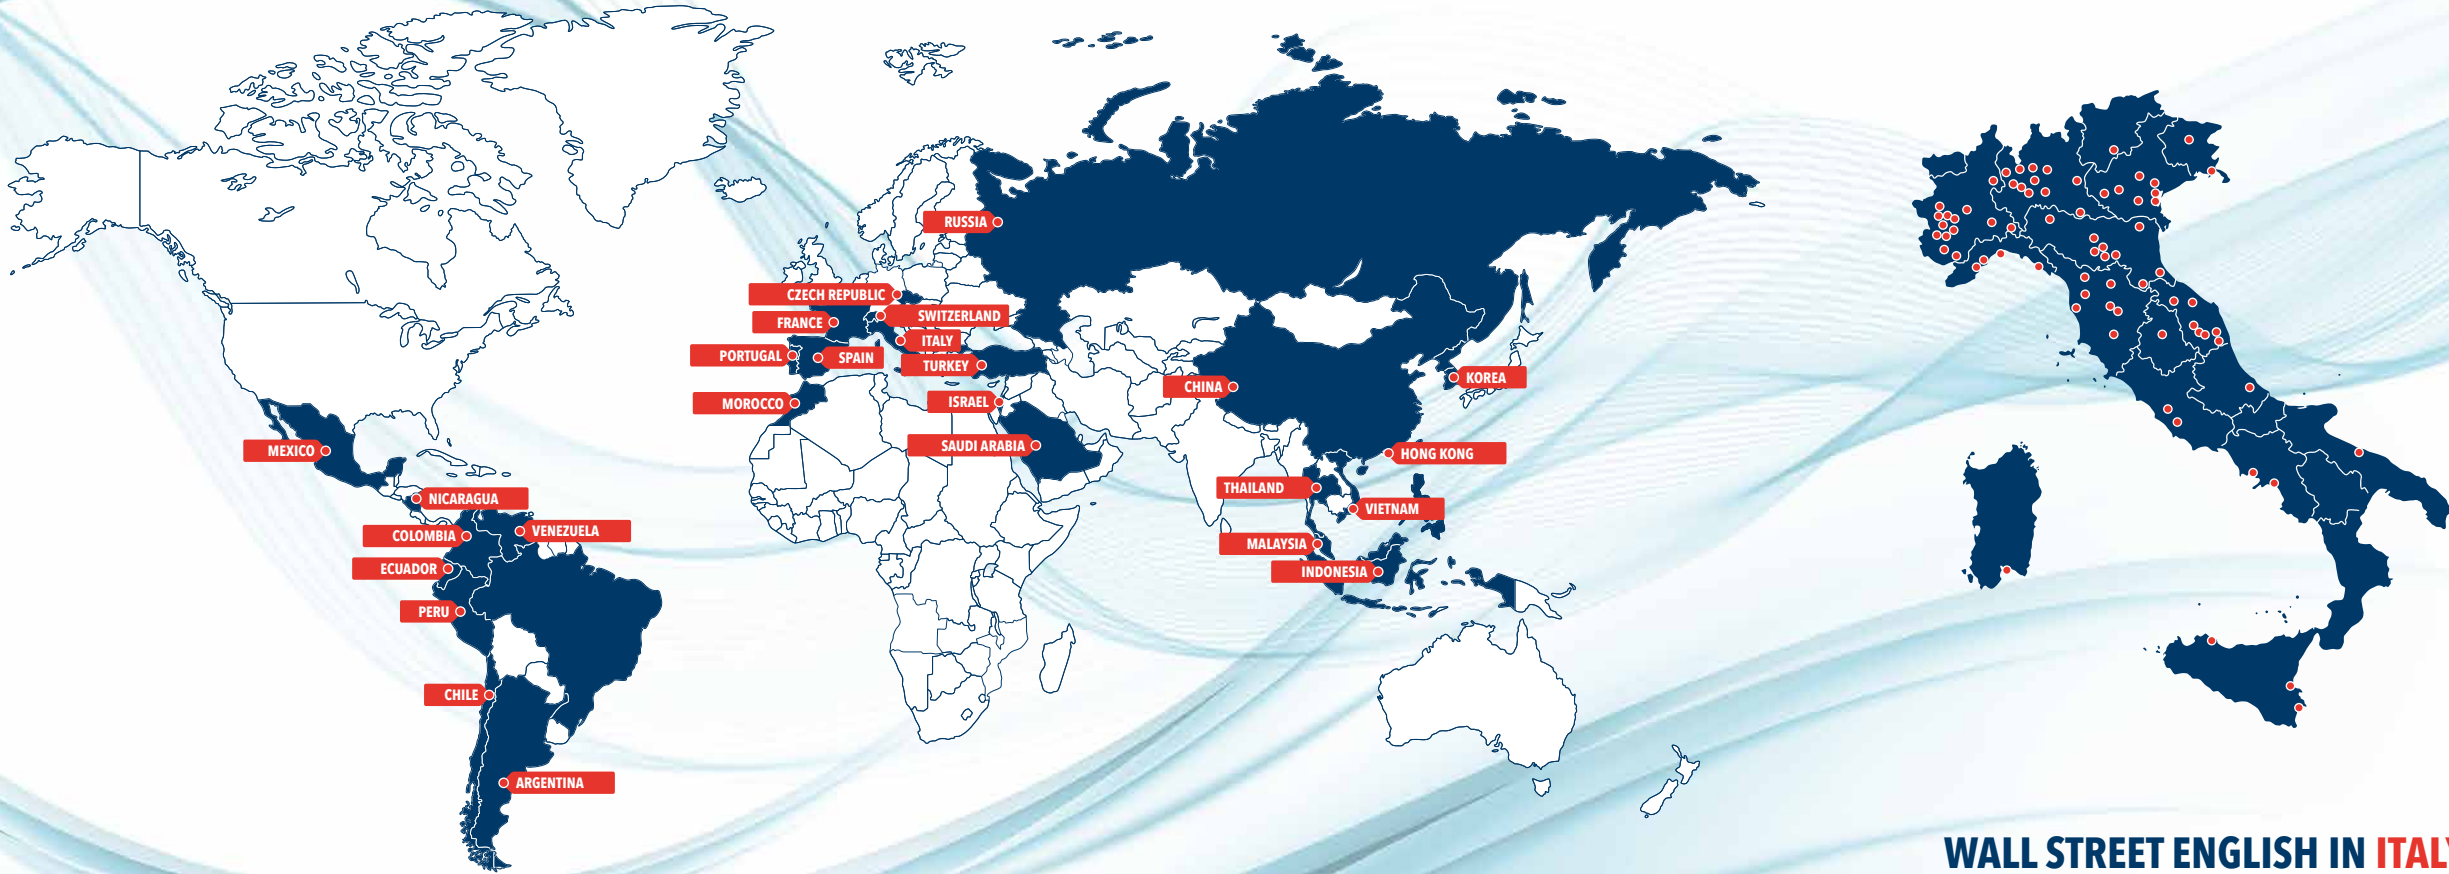 RUSSIA
CZECH REPUBLIC
SWITZERLAND
FRANCE
ITALY
PORTUGAL
SPAIN
TURKEY
KOREA
CHINA
MOROCCO
ISRAEL
SAUDI ARABIA
MEXICO
HONG KONG
THAILAND
NICARAGUA
VIETNAM
COLOMBIA
VENEZUELA
MALAYSIA
ECUADOR
INDONESIA
PERU
CHILE
ARGENTINA
WALL STREET ENGLISH IN ITALY